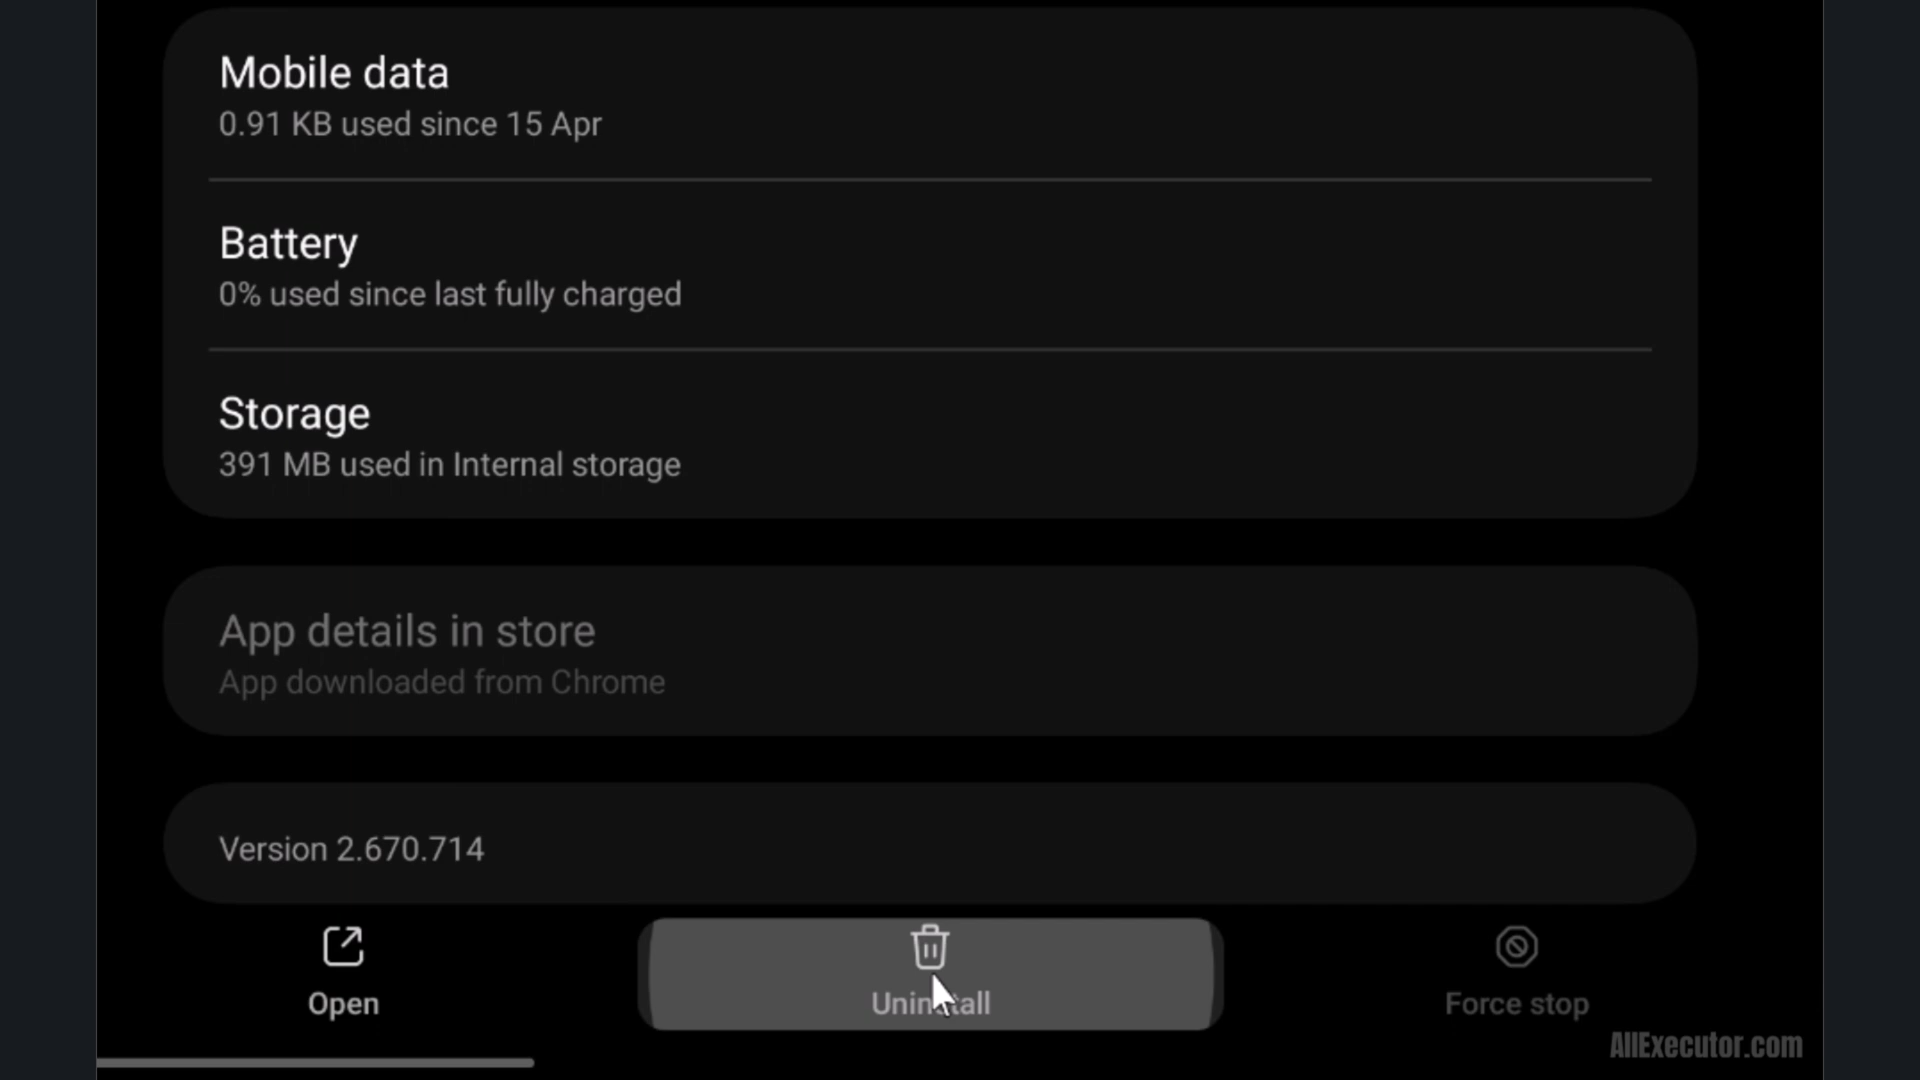 Mobile data
0.91 KB used since 15 Apr
Battery
0% used since last fully charged
Storage
391 MB used in Internal storage
App details in store
App downloaded from Chrome
Version 2.670.714
Open
Uninstall
Force stop
AllExecutor.com